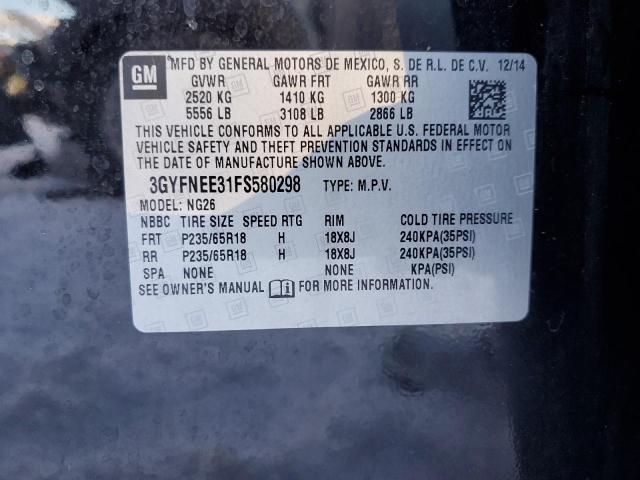 GM
MFD BY GENERAL MOTORS DE MEXICO, S. DE R.L. DE C.V. 12/14
GVWR GAWR FRT GAWR RR
2520 KG 1410 KG 1300 KG
5556 LB 3108 LB 2866 LB
THIS VEHICLE CONFORMS TO ALL APPLICABLE U.S. FEDERAL MOTOR
VEHICLE SAFETY AND THEFT PREVENTION STANDARDS IN EFFECT ON
THE DATE OF MANUFACTURE SHOWN ABOVE.
3GYFNEE31FS580298 TYPE: M.P.V.
MODEL: NG26
NBBC TIRE SIZE SPEED RTG RIM COLD TIRE PRESSURE
FRT P235/65R18 H 18X8J 240KPA(35PSI)
RR P235/65R18 H 18X8J 240KPA(35PSI)
SPA NONE NONE KPA(PSI)
SEE OWNER'S MANUAL i FOR MORE INFORMATION.